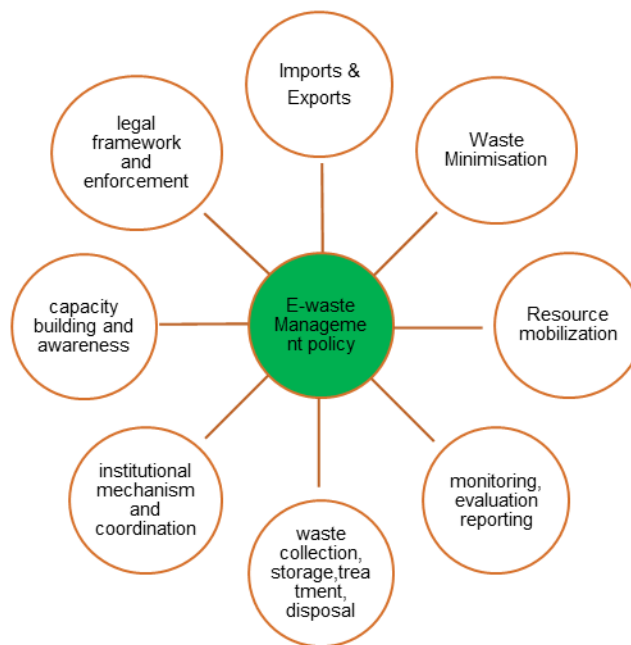 Imports &
Exports
legal
framework
and
enforcement
Waste
Minimisation
capacity
building and
awareness
E-waste
Manageme
nt policy
Resource
mobilization
institutional
mechanism
and
coordination
monitoring,
evaluation
reporting
waste
collection,
storage,trea
tment,
disposal